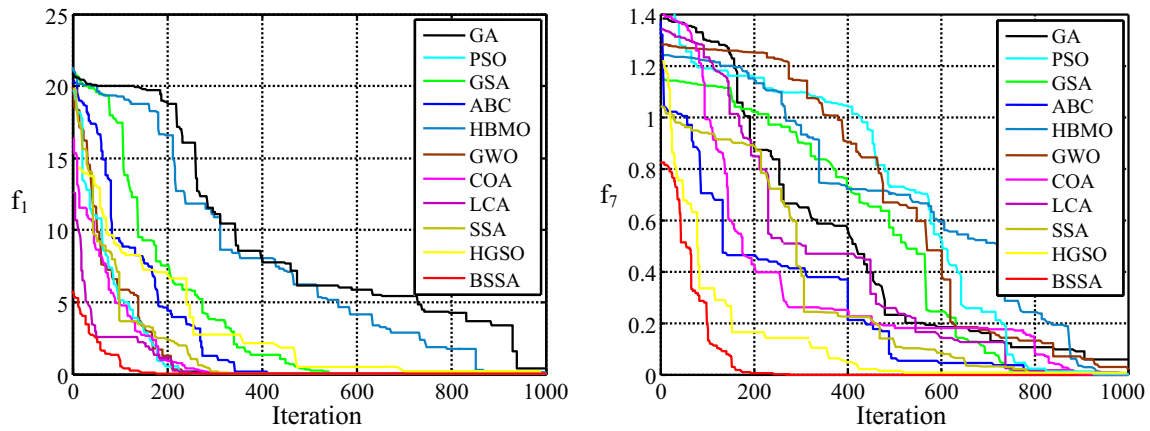 25
20
15
10
5
0
f1
0
200
400
600
800
1000
Iteration
GA
PSO
GSA
ABC
HBMO
GWO
COA
LCA
SSA
HGSO
BSSA
1.4
1.2
1
0.8
0.6
0.4
0.2
0
f7
0
200
400
600
800
1000
Iteration
GA
PSO
GSA
ABC
HBMO
GWO
COA
LCA
SSA
HGSO
BSSA